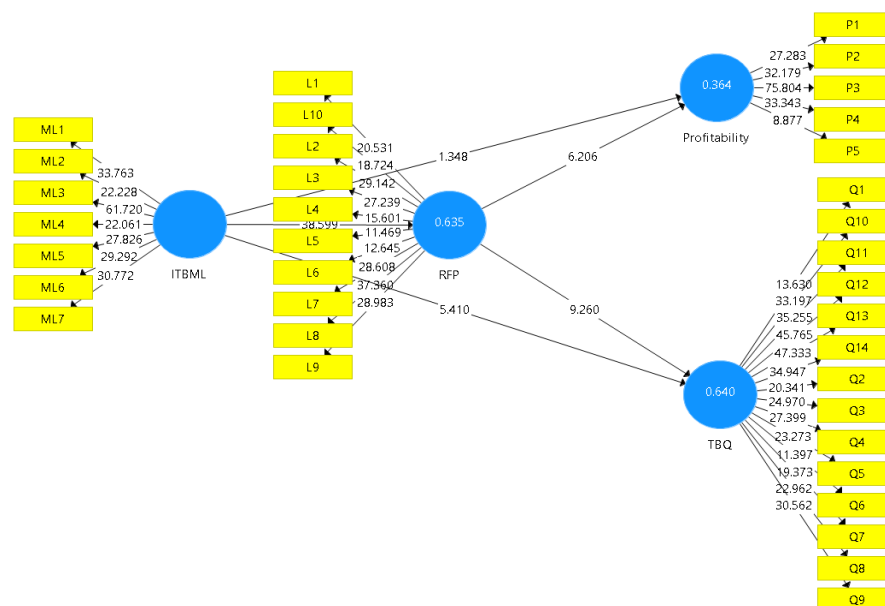 ML1
ML2
ML3
ML4
ML5
ML6
ML7
33.763
22.228
61.720
22.061
27.826
29.292
30.772
ITBML
L1
L10
L2
L3
L4
L5
L6
L7
L8
L9
20.531
18.724
29.142
27.239
15.601
38.599
11.469
12.645
28.608
37.360
28.983
0.635
RFP
1.348
6.206
5.410
9.260
0.364
Profitability
27.283
32.179
75.804
33.343
8.877
P1
P2
P3
P4
P5
0.640
TBQ
13.630
33.197
35.255
45.765
47.333
34.947
20.341
24.970
27.399
23.273
11.397
19.373
22.962
30.562
Q1
Q10
Q11
Q12
Q13
Q14
Q2
Q3
Q4
Q5
Q6
Q7
Q8
Q9